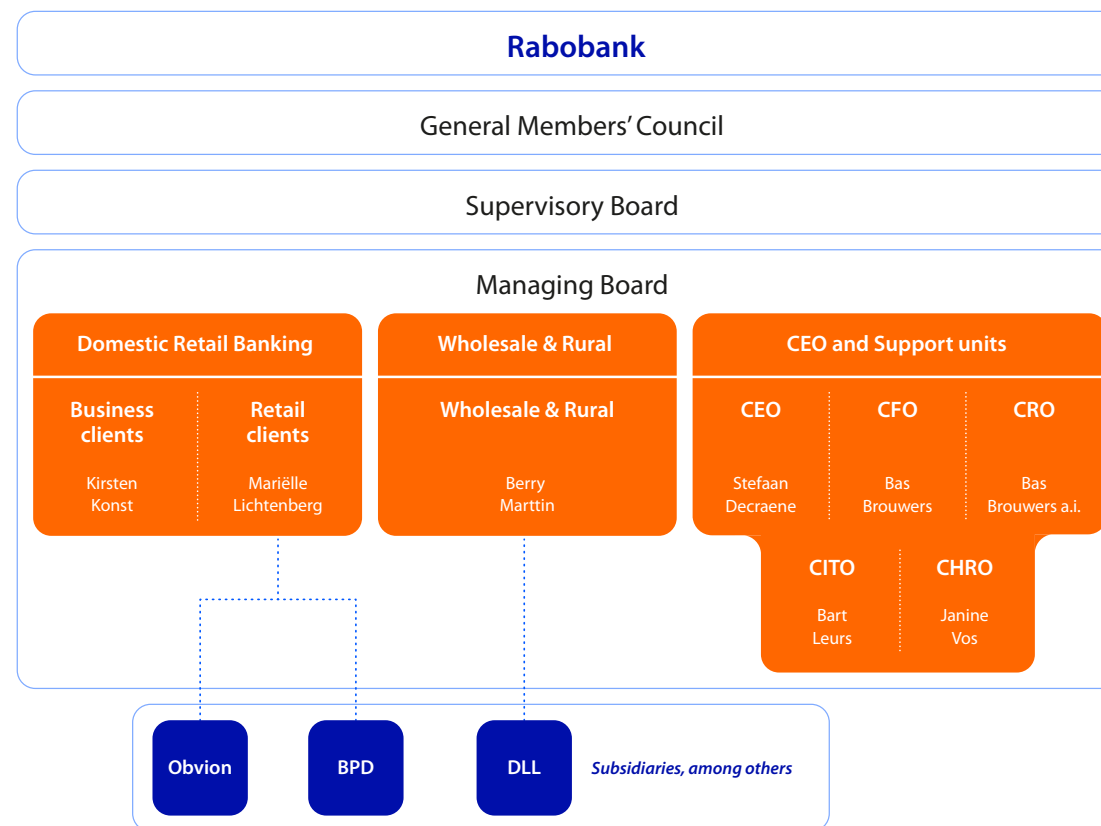 Rabobank
General Members’ Council
Supervisory Board
Managing Board
Domestic Retail Banking
Business
clients
Kirsten
Konst
Retail
clients
Mariëlle
Lichtenberg
Wholesale & Rural
Wholesale & Rural
Berry
Marttin
CEO and Support units
CEO
Stefaan
Decraene
CFO
Bas
Brouwers
CRO
Bas
Brouwers a.i.
CITO
Bart
Leurs
CHRO
Janine
Vos
Obvion
BPD
DLL
Subsidiaries, among others